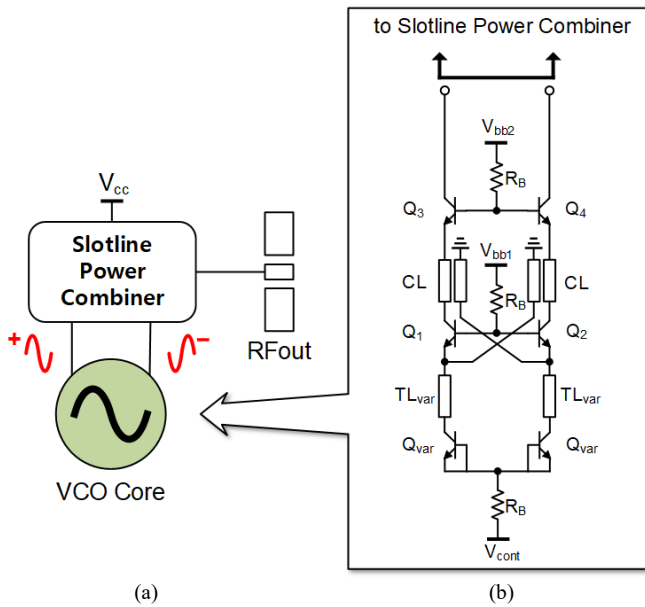 to Slotline Power Combiner
Vbb2
RB
Q3
Q4
Vcc
Slotline
Power
Combiner
CL
Vbb1
CL
RB
RFout
Q1
Q2
+
−
TLvar
TLvar
Qvar
Qvar
VCO Core
RB
Vcont
(a)
(b)